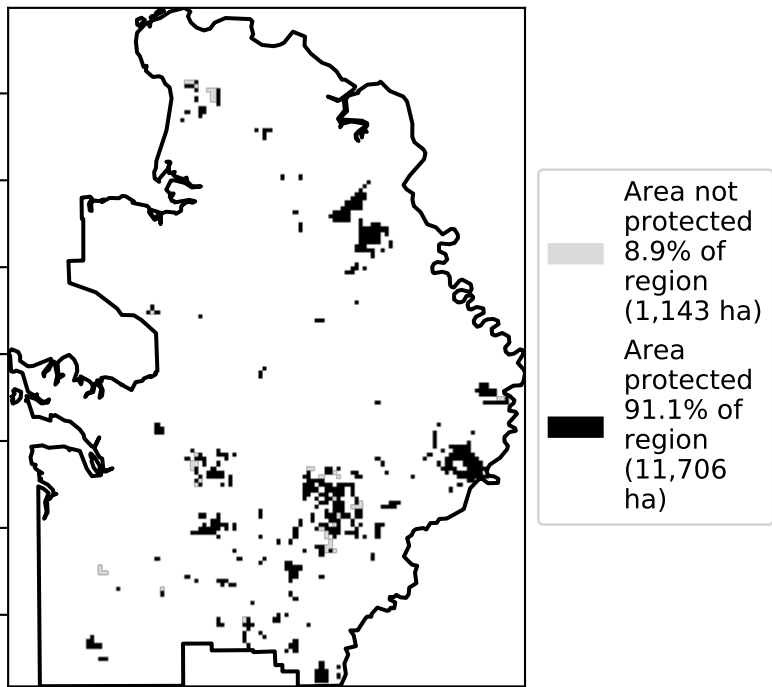 Area not
protected
8.9% of
region
(1,143 ha)
Area
protected
91.1% of
region
(11,706
ha)